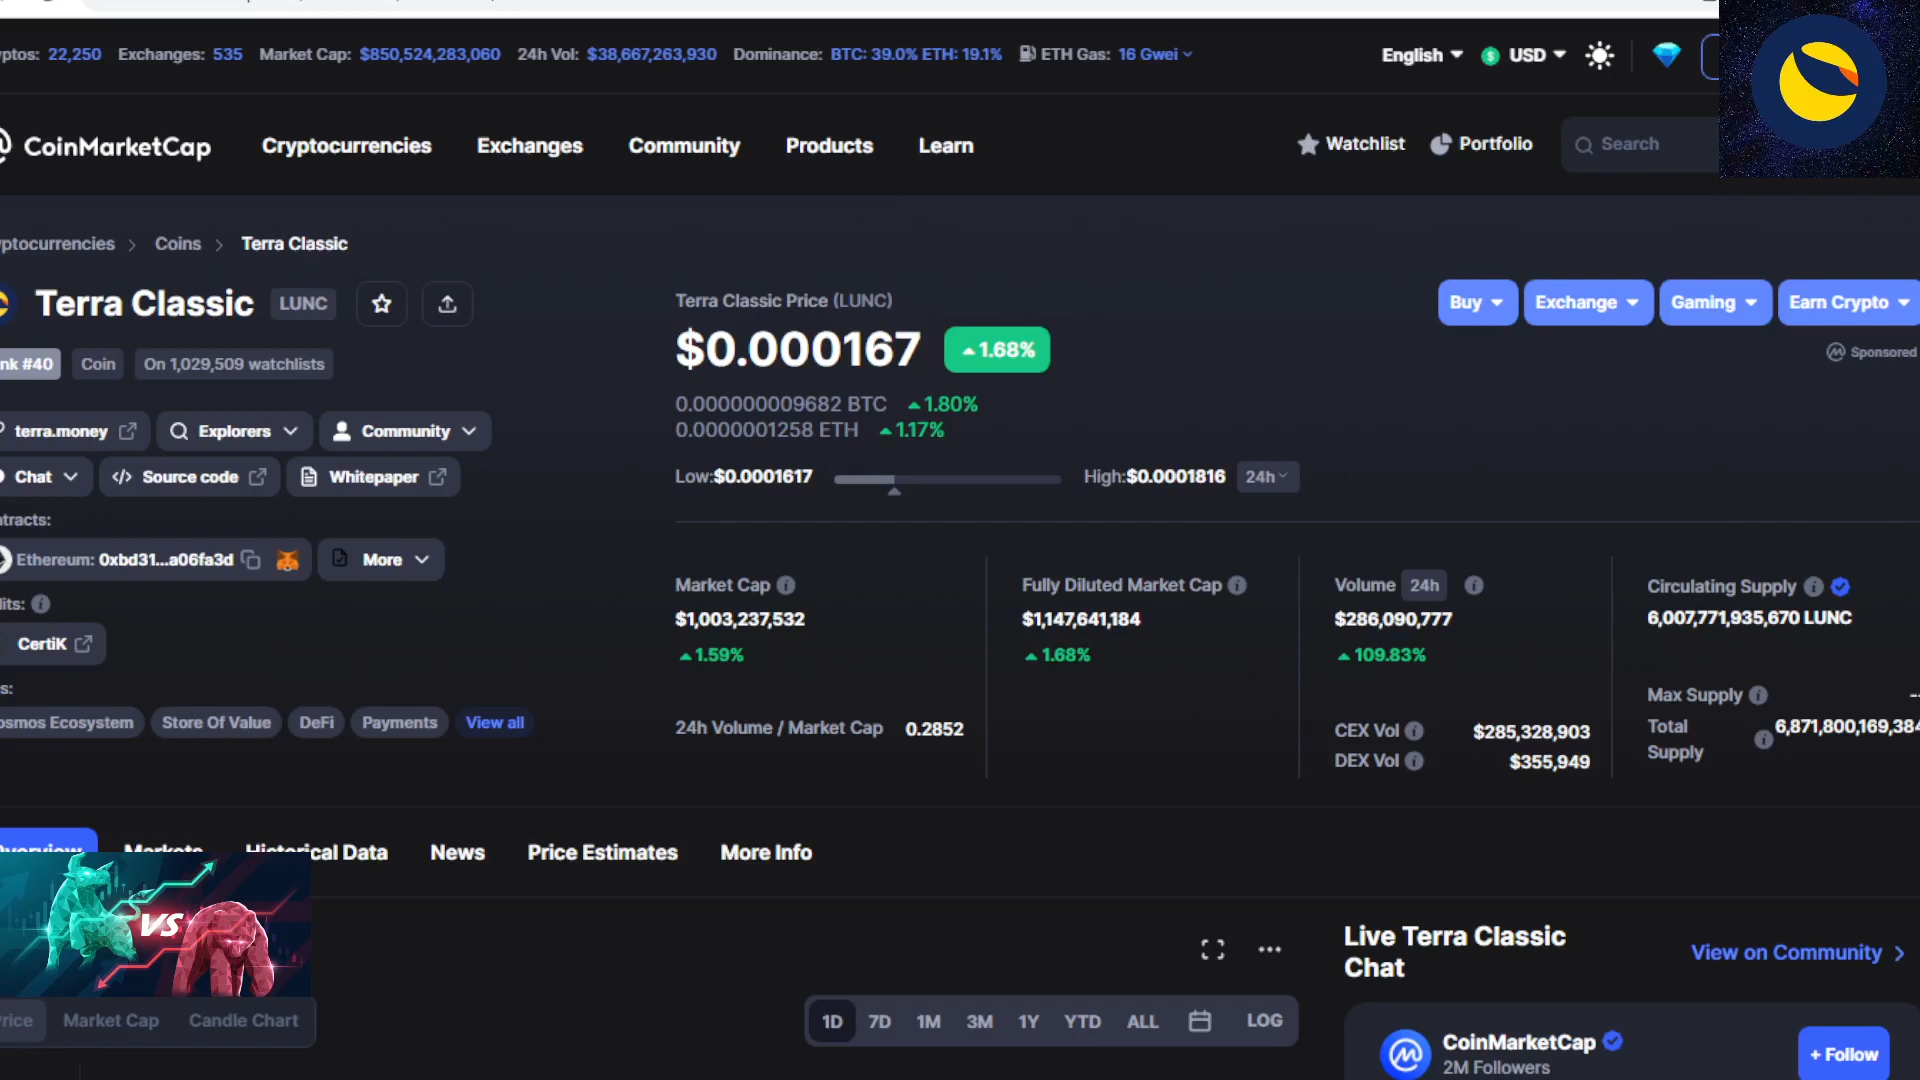 ptos: 22,250 Exchanges: 535 Market Cap: $850,524,283,060 24h Vol: $38,667,263,930 Dominance: BTC: 39.0% ETH: 19.1% ETH Gas: 16 Gwei English USD
CoinMarketCap Cryptocurrencies Exchanges Community Products Learn Watchlist Portfolio Search
ptocurrencies > Coins > Terra Classic
Terra Classic LUNC
nk #40 Coin On 1,029,509 watchlists
terra.money Explorers Community
Chat Source code Whitepaper
ntracts:
Ethereum: 0xbd31...a06fa3d More
lits:
CertiK
s:
osmos Ecosystem Store Of Value DeFi Payments View all
Terra Classic Price (LUNC)
$0.000167 1.68%
0.000000009682 BTC 1.80%
0.0000001258 ETH 1.17%
Low:$0.0001617 High:$0.0001816 24h
Buy Exchange Gaming Earn Crypto
Sponsored
Market Cap
$1,003,237,532
1.59%
24h Volume / Market Cap 0.2852
Fully Diluted Market Cap
$1,147,641,184
1.68%
Volume 24h
$286,090,777
109.83%
CEX Vol $285,328,903
DEX Vol $355,949
Circulating Supply
6,007,771,935,670 LUNC
Max Supply --
Total Supply 6,871,800,169,384
Overview Markets Historical Data News Price Estimates More Info
VS
Price Market Cap Candle Chart
1D 7D 1M 3M 1Y YTD ALL LOG
Live Terra Classic
Chat
View on Community >
CoinMarketCap
2M Followers
+ Follow